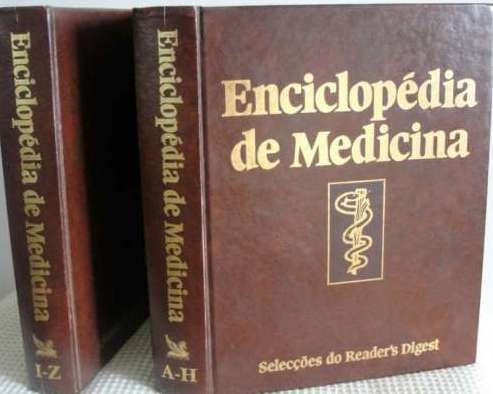 Enciclopédia de Medicina
I-Z
Enciclopédia de Medicina
A-H
Enciclopédia
de Medicina
Selecções do Reader's Digest